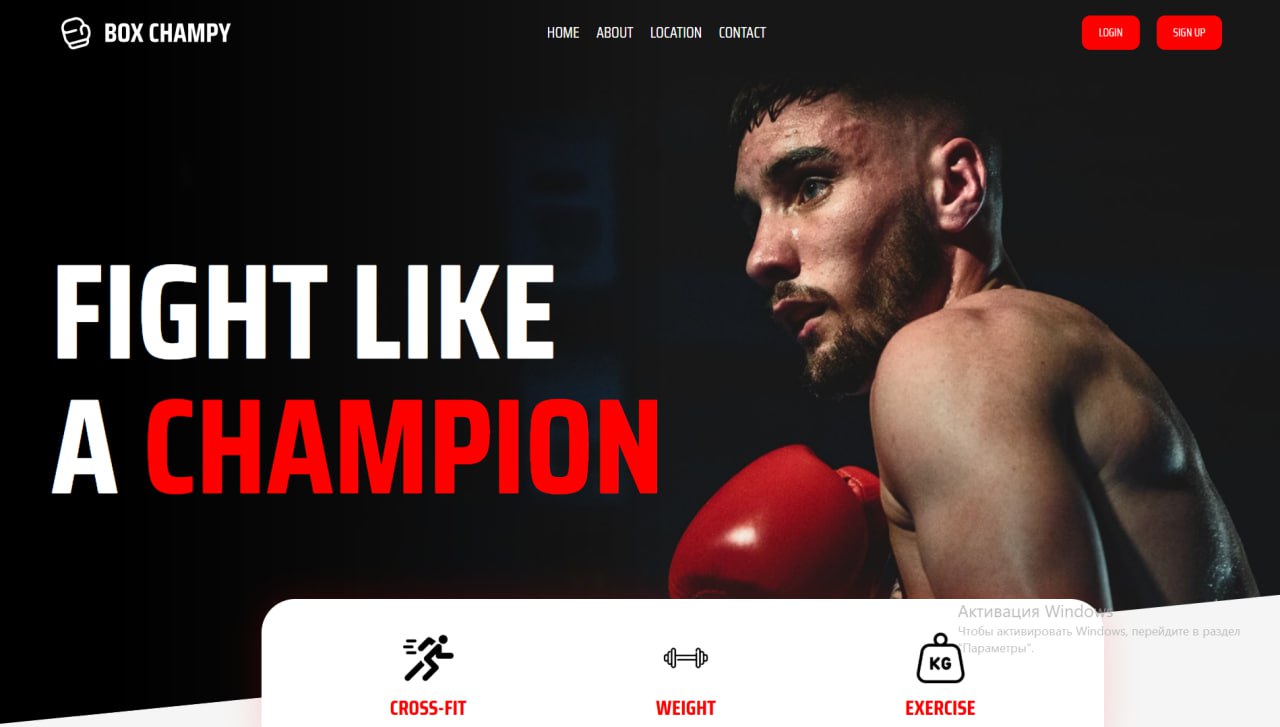 BOX CHAMPY
HOME ABOUT LOCATION CONTACT
LOGIN
SIGN UP
FIGHT LIKE
A CHAMPION
Активация Windows
Чтобы активировать Windows, перейдите в раздел
"Параметры".
KG
CROSS-FIT
WEIGHT
EXERCISE